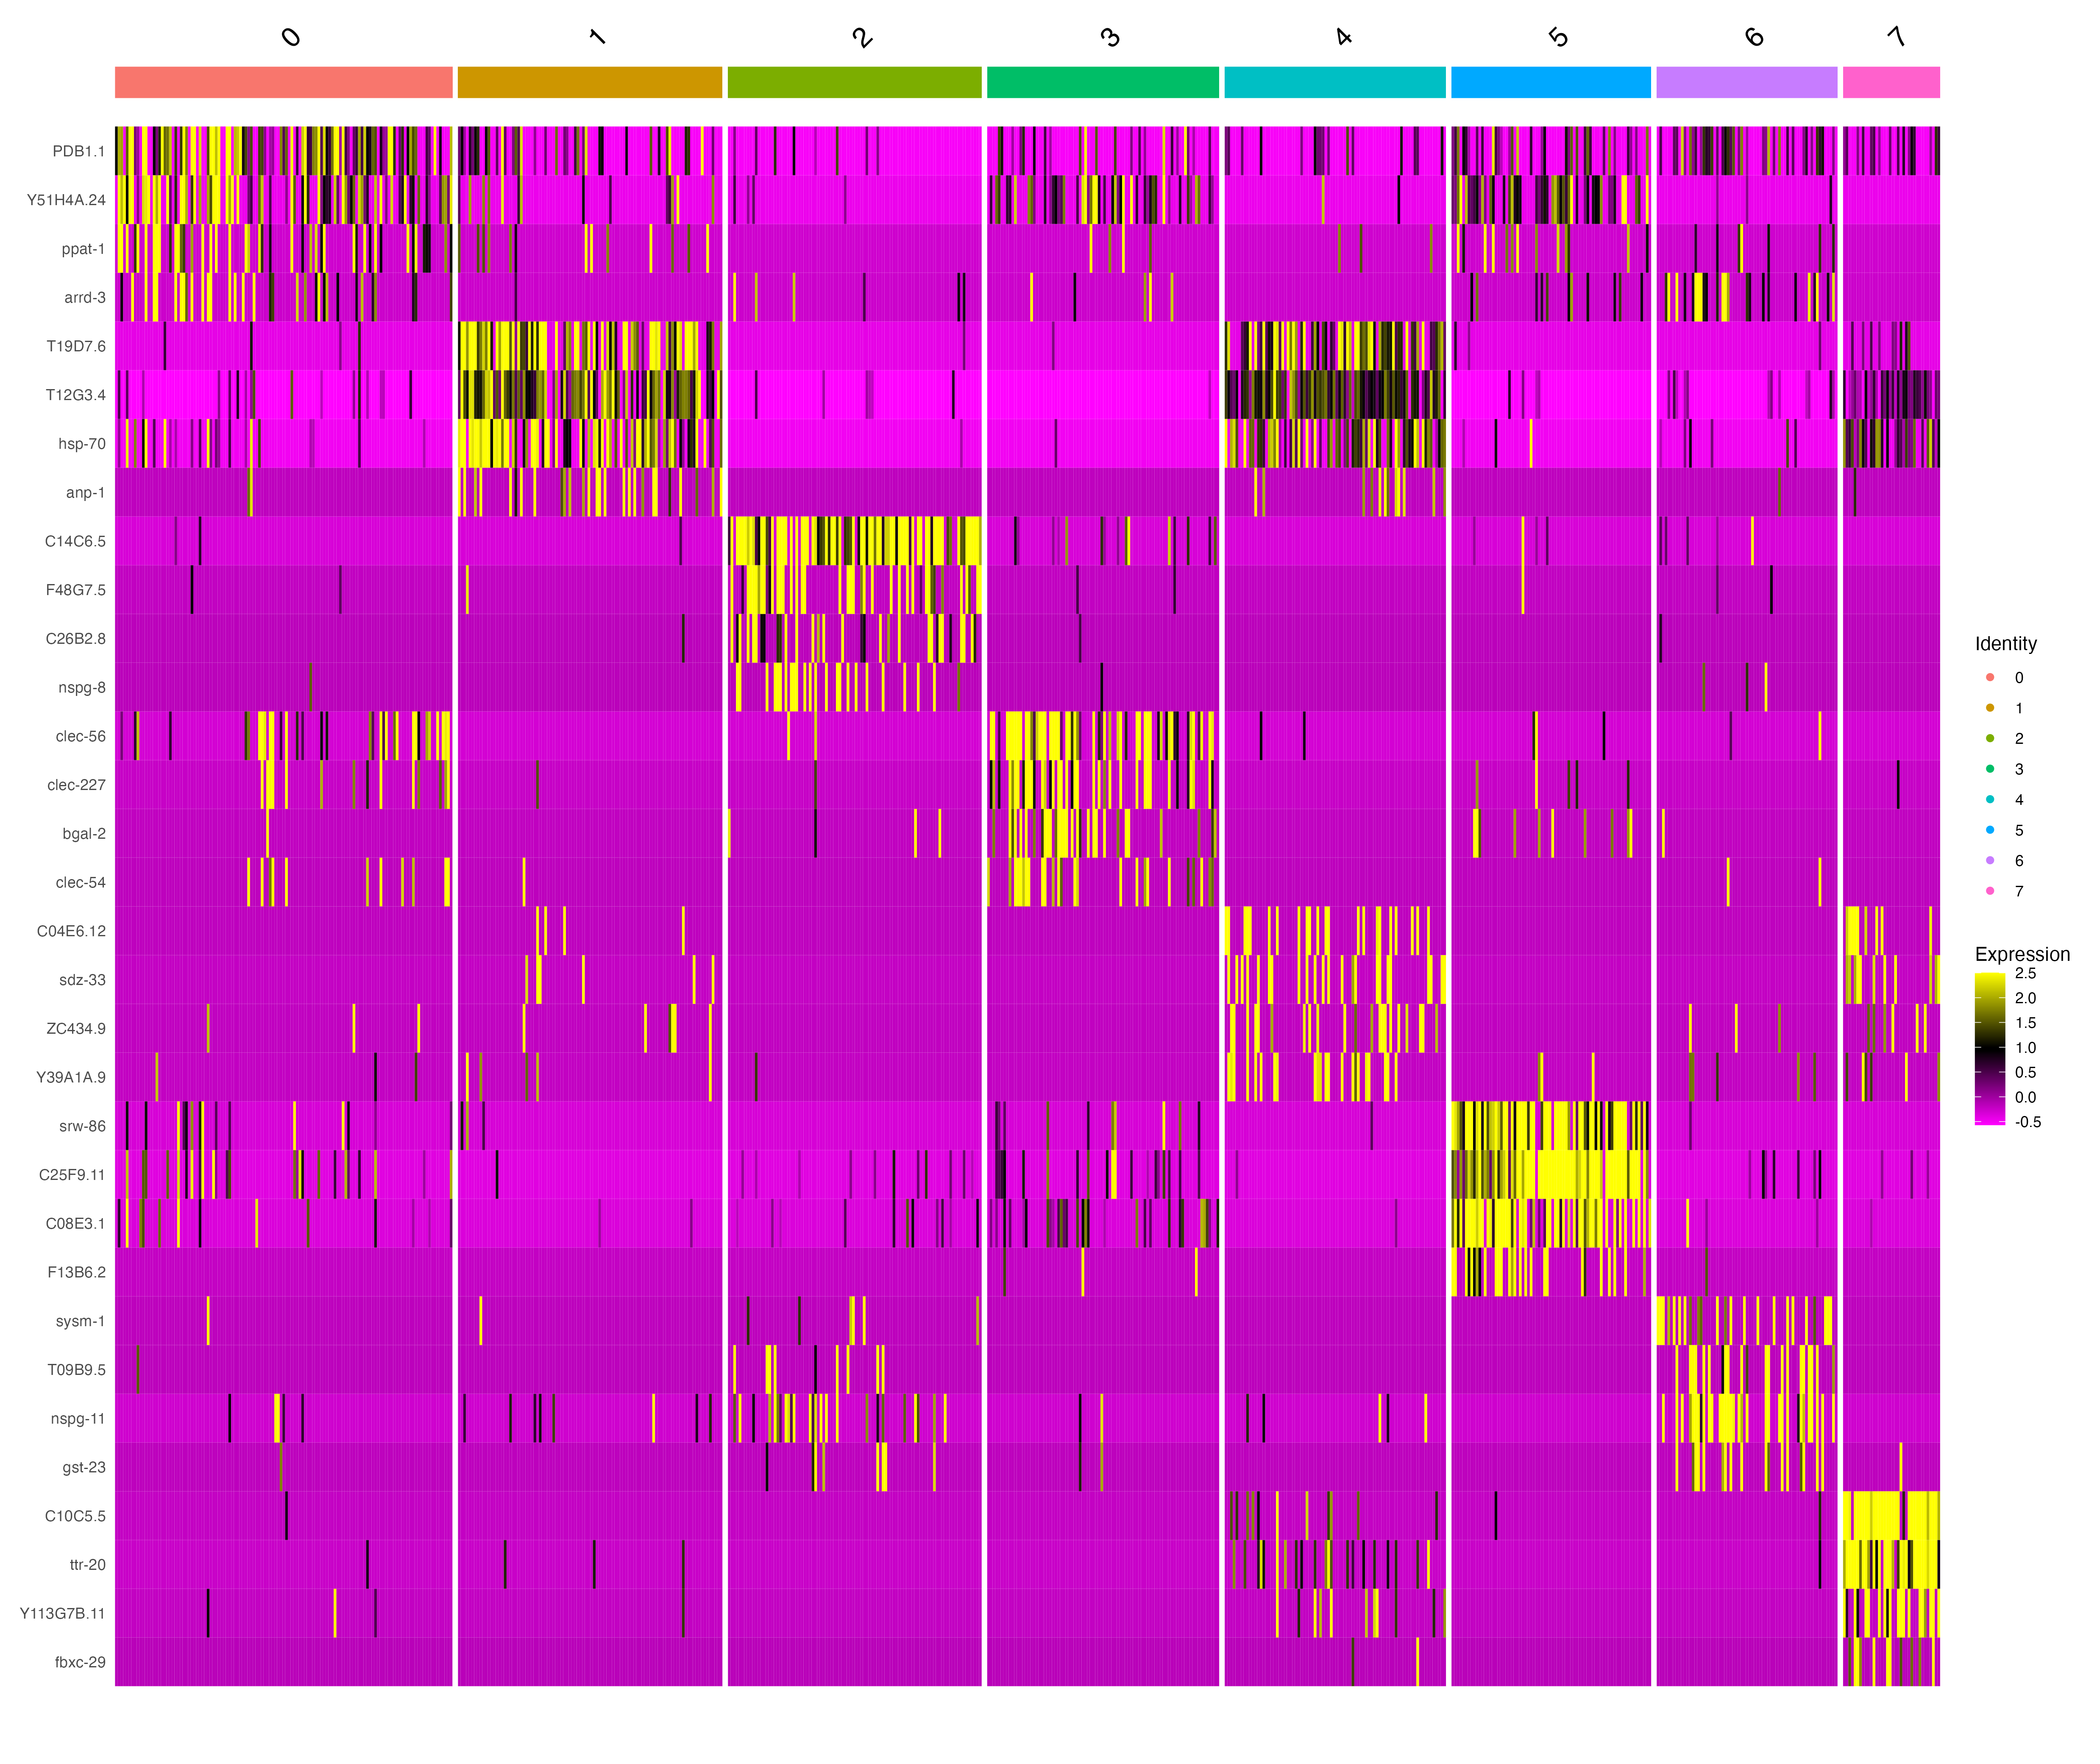 0 1 2 3 4 5 6 7
PDB1.1
Y51H4A.24
ppat-1
arrd-3
T19D7.6
T12G3.4
hsp-70
anp-1
C14C6.5
F48G7.5
C26B2.8
nspg-8
clec-56
clec-227
bgal-2
clec-54
C04E6.12
sdz-33
ZC434.9
Y39A1A.9
srw-86
C25F9.11
C08E3.1
F13B6.2
sysm-1
T09B9.5
nspg-11
gst-23
C10C5.5
ttr-20
Y113G7B.11
fbxc-29
Identity
0
1
2
3
4
5
6
7
Expression
2.5
2.0
1.5
1.0
0.5
0.0
-0.5